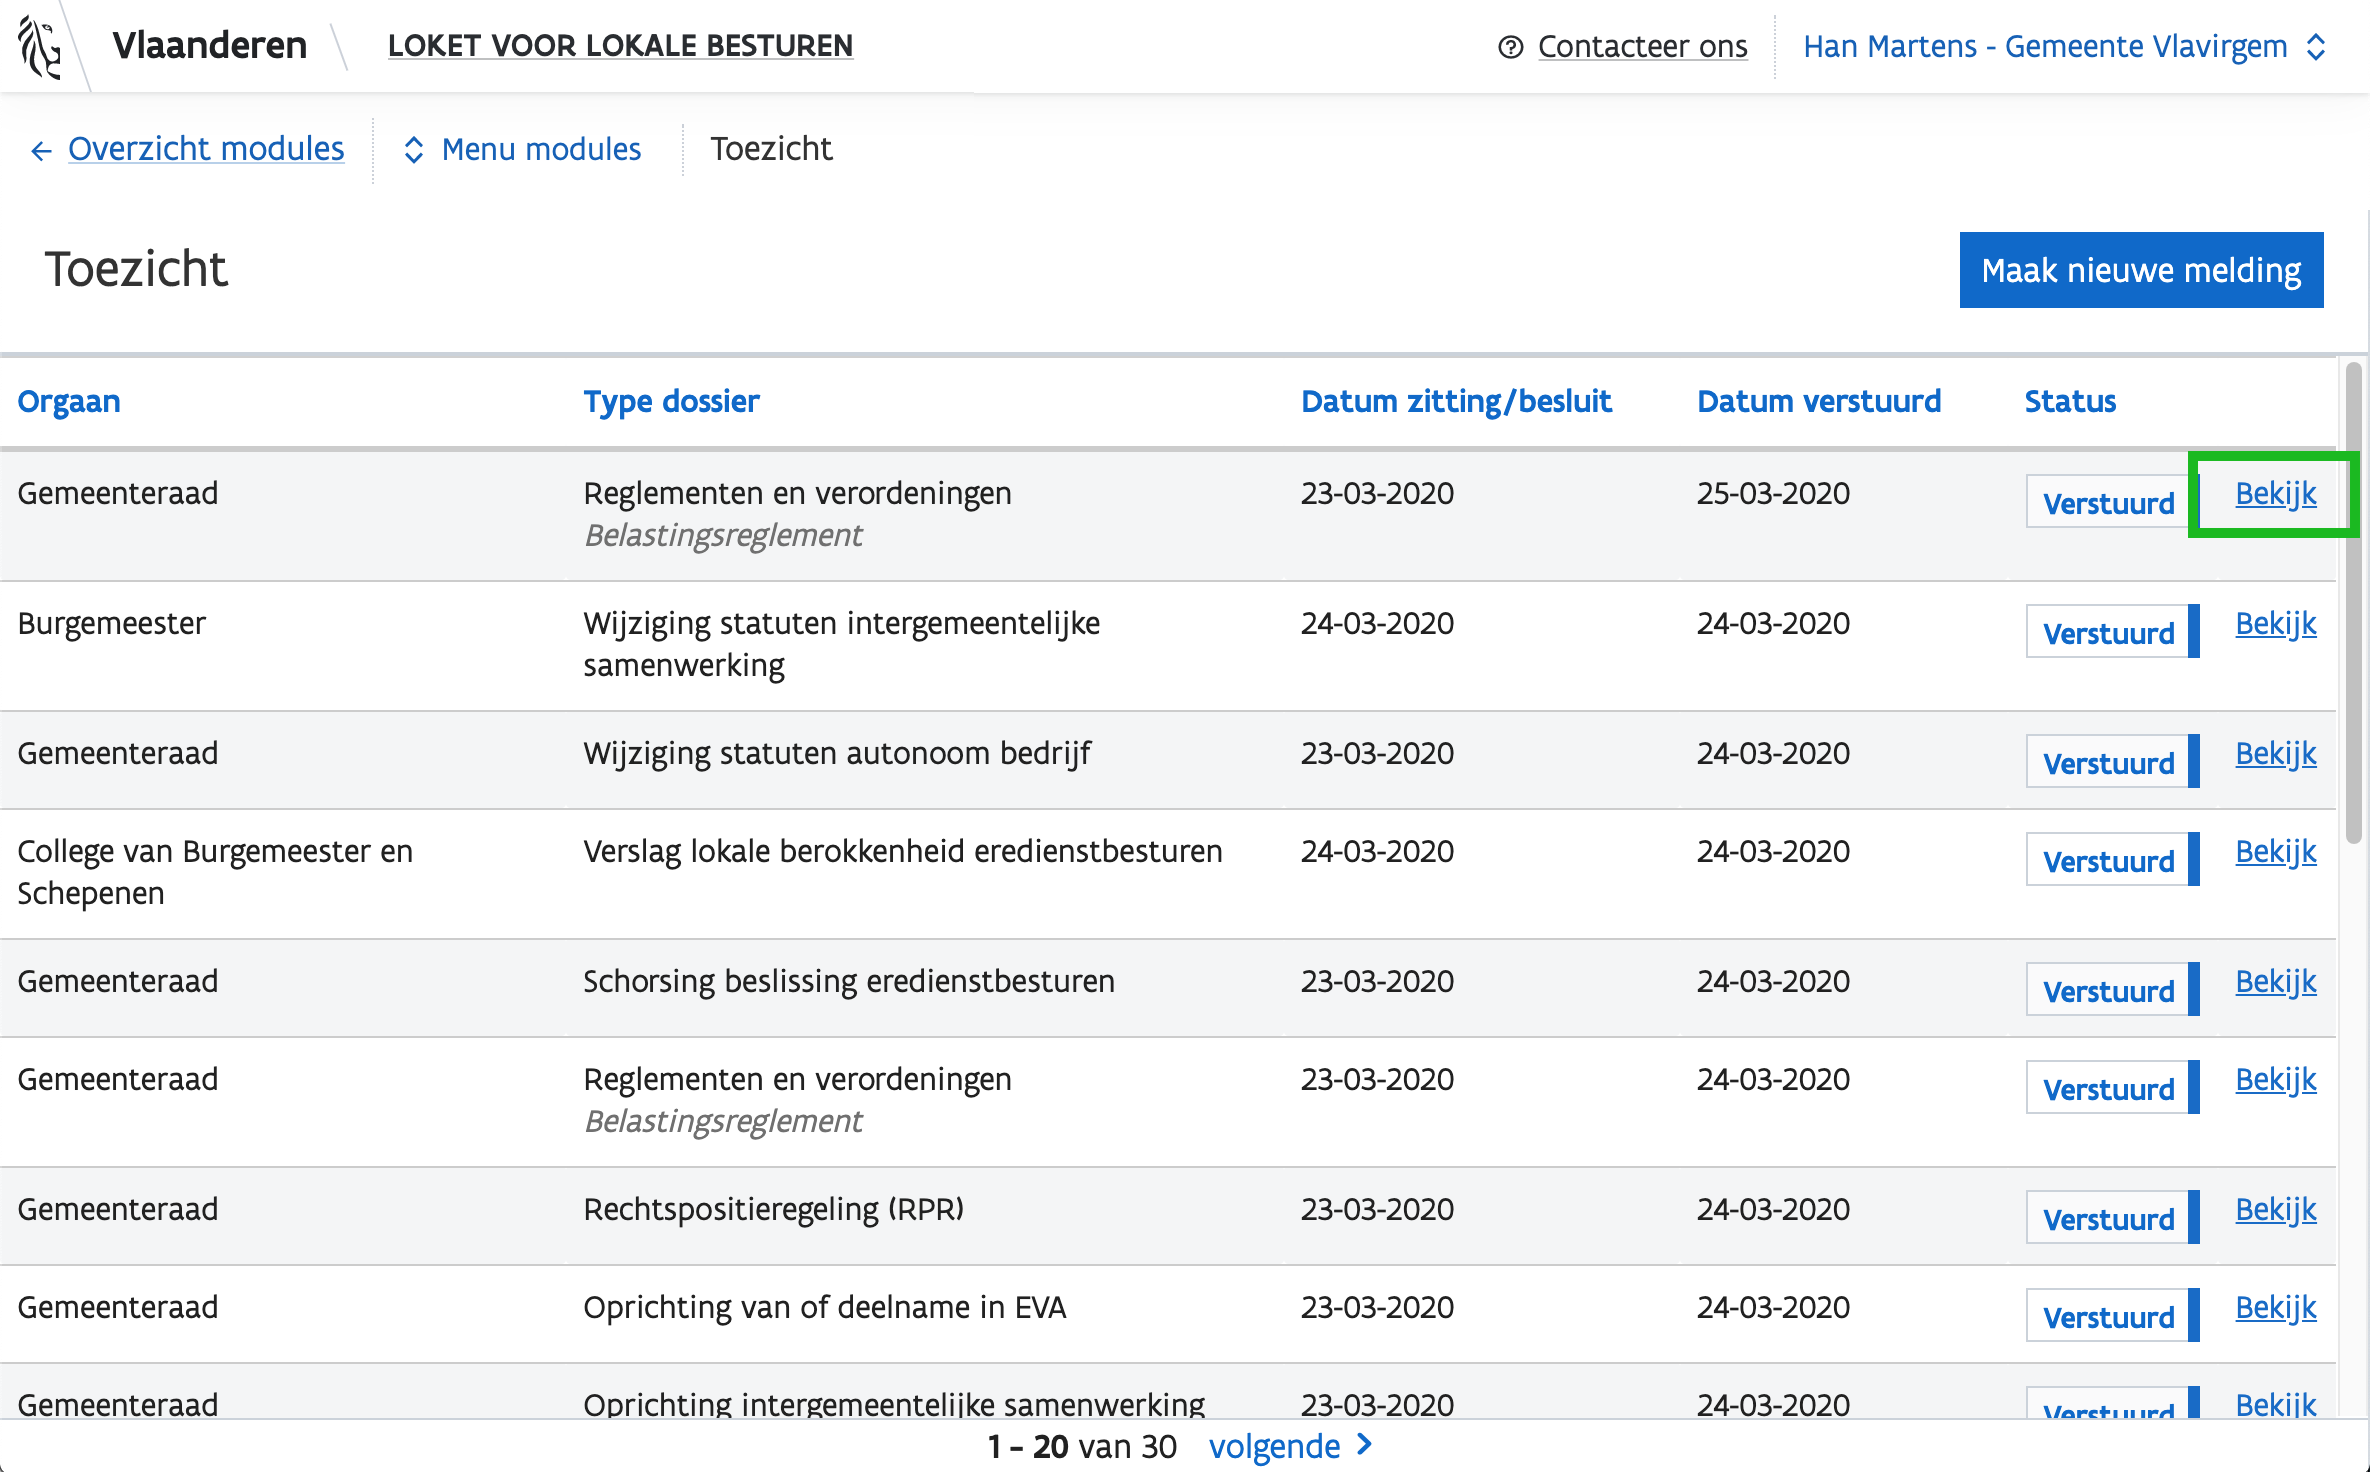 Vlaanderen LOKET VOOR LOKALE BESTUREN Contacteer ons Han Martens - Gemeente Vlavirgem
Overzicht modules Menu modules Toezicht
Toezicht Maak nieuwe melding
Orgaan Type dossier Datum zitting/besluit Datum verstuurd Status
Gemeenteraad Reglementen en verordeningen 23-03-2020 25-03-2020 Verstuurd Bekijk
Belastingsreglement
Burgemeester Wijziging statuten intergemeentelijke 24-03-2020 24-03-2020 Verstuurd Bekijk
samenwerking
Gemeenteraad Wijziging statuten autonoom bedrijf 23-03-2020 24-03-2020 Verstuurd Bekijk
College van Burgemeester en Verslag lokale berokkenheid eredienstbesturen 24-03-2020 24-03-2020 Verstuurd Bekijk
Schepenen
Gemeenteraad Schorsing beslissing eredienstbesturen 23-03-2020 24-03-2020 Verstuurd Bekijk
Gemeenteraad Reglementen en verordeningen 23-03-2020 24-03-2020 Verstuurd Bekijk
Belastingsreglement
Gemeenteraad Rechtspositieregeling (RPR) 23-03-2020 24-03-2020 Verstuurd Bekijk
Gemeenteraad Oprichting van of deelname in EVA 23-03-2020 24-03-2020 Verstuurd Bekijk
Gemeenteraad Oprichting intergemeentelijke samenwerking 23-03-2020 24-03-2020 Verstuurd Bekijk
1 - 20 van 30 volgende